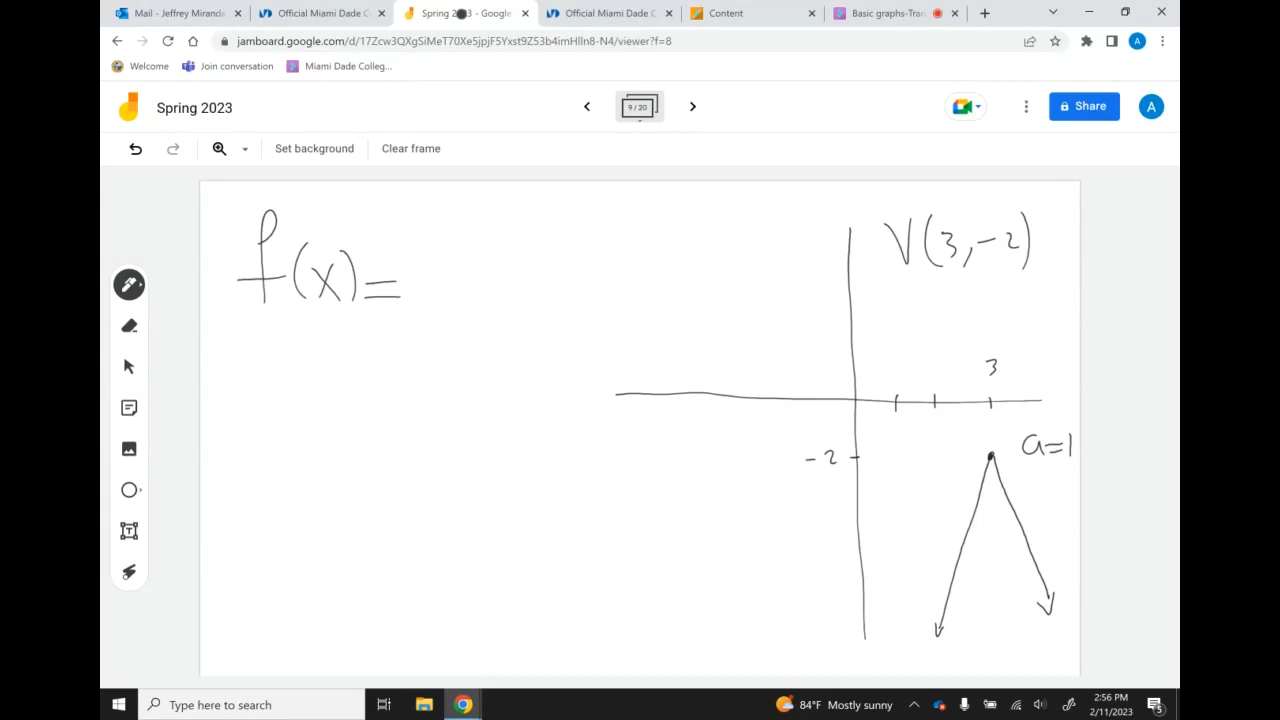 Mail - Jeffrey Miranda
Official Miami Dade C
Spring 2023 - Google
Official Miami Dade C
Content
Basic graphs-Tran
jamboard.google.com/d/17Zcw3QXgSiMeT70Xe5jpjF5Yxst9Z53b4imHlln8-N4/viewer?f=8
A
Welcome
Join conversation
Miami Dade Colleg...
Spring 2023
9 / 20
Share
A
Set background
Clear frame
f(x)=
V(3,-2)
3
-2
a=1
Type here to search
84°F Mostly sunny
2:56 PM
2/11/2023
5